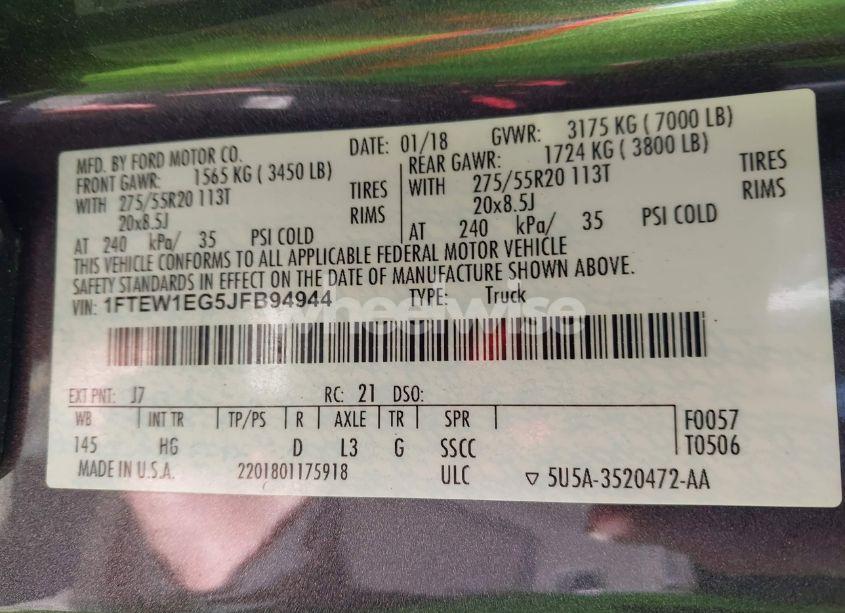 MFD. BY FORD MOTOR CO.
DATE: 01/18 GVWR: 3175 KG ( 7000 LB)
FRONT GAWR: 1565 KG ( 3450 LB) REAR GAWR: 1724 KG ( 3800 LB)
WITH 275/55R20 113T TIRES WITH 275/55R20 113T TIRES
20x8.5J RIMS 20x8.5J RIMS
AT 240 kPa/ 35 PSI COLD AT 240 kPa/ 35 PSI COLD
THIS VEHICLE CONFORMS TO ALL APPLICABLE FEDERAL MOTOR VEHICLE
SAFETY STANDARDS IN EFFECT ON THE DATE OF MANUFACTURE SHOWN ABOVE.
VIN: 1FTEW1EG5JFB94944 TYPE: Truck
wheelwise
EXT PNT: J7 RC: 21 DSO:
WB INT TR TP/PS R AXLE TR SPR F0057
145 HG D L3 G SSCC T0506
MADE IN U.S.A. 2201801175918 ULC ▽ 5U5A-3520472-AA